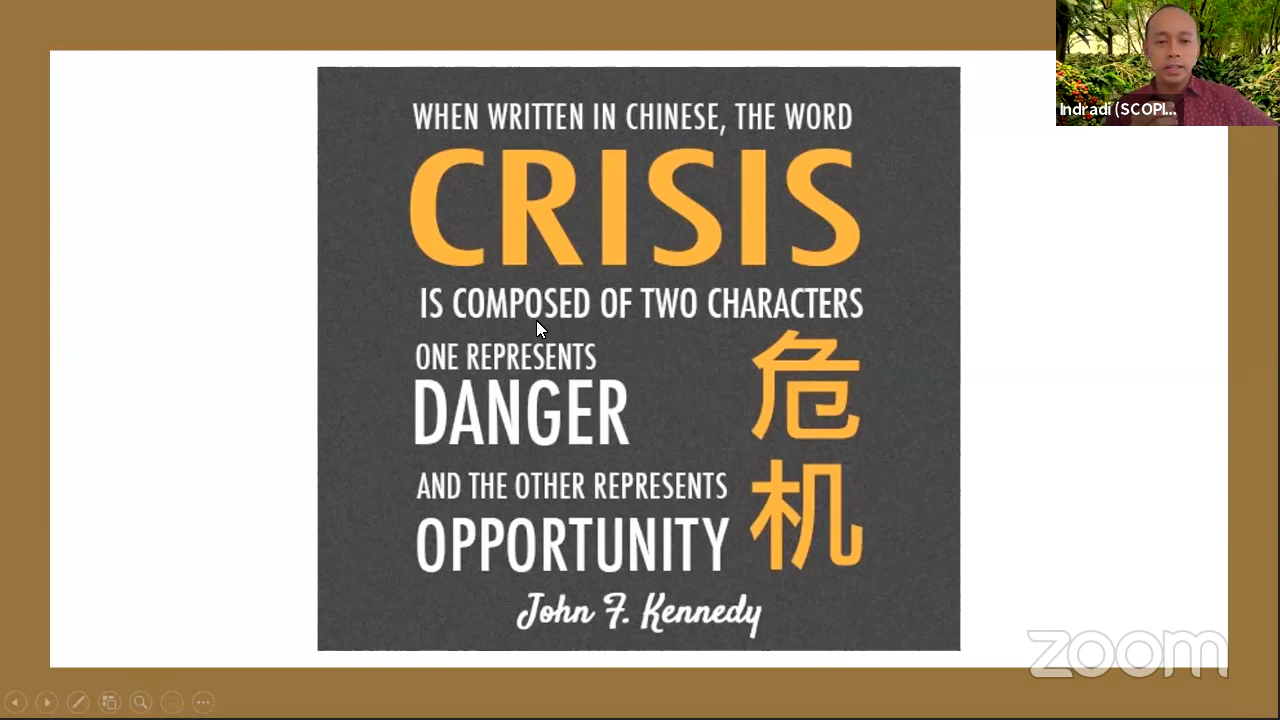 Indradi (SCOPI...
WHEN WRITTEN IN CHINESE, THE WORD
CRISIS
IS COMPOSED OF TWO CHARACTERS
ONE REPRESENTS
DANGER
危
AND THE OTHER REPRESENTS
OPPORTUNITY
机
John F. Kennedy
zoom